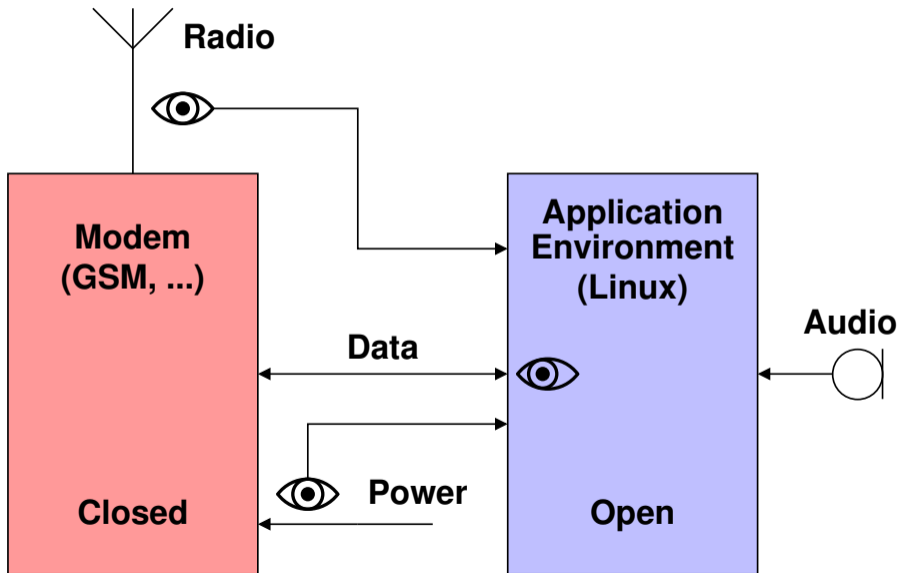 Radio
Modem
(GSM, ...)
Application
Environment
(Linux)
Audio
Data
Power
Closed
Open